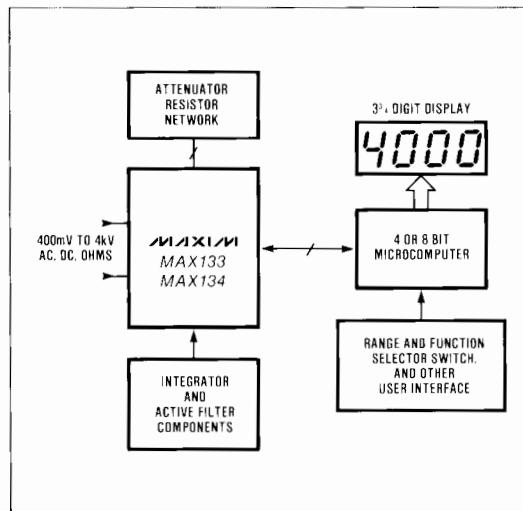 ATTENUATOR
RESISTOR
NETWORK
3¾ DIGIT DISPLAY
4000
400mV TO 4kV
AC, DC, OHMS
MAXIM
MAX133
MAX134
4 OR 8 BIT
MICROCOMPUTER
INTEGRATOR
AND
ACTIVE FILTER
COMPONENTS
RANGE AND FUNCTION
SELECTOR SWITCH,
AND OTHER
USER INTERFACE